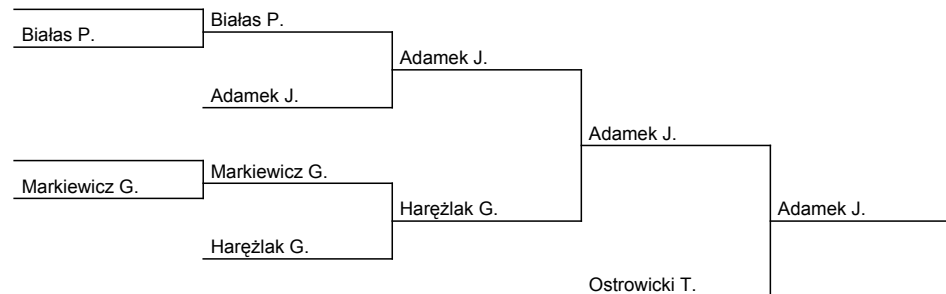 Białas P.
Białas P.
Adamek J.
Adamek J.
Adamek J.
Markiewicz G.
Markiewicz G.
Harężlak G.
Harężlak G.
Adamek J.
Ostrowicki T.